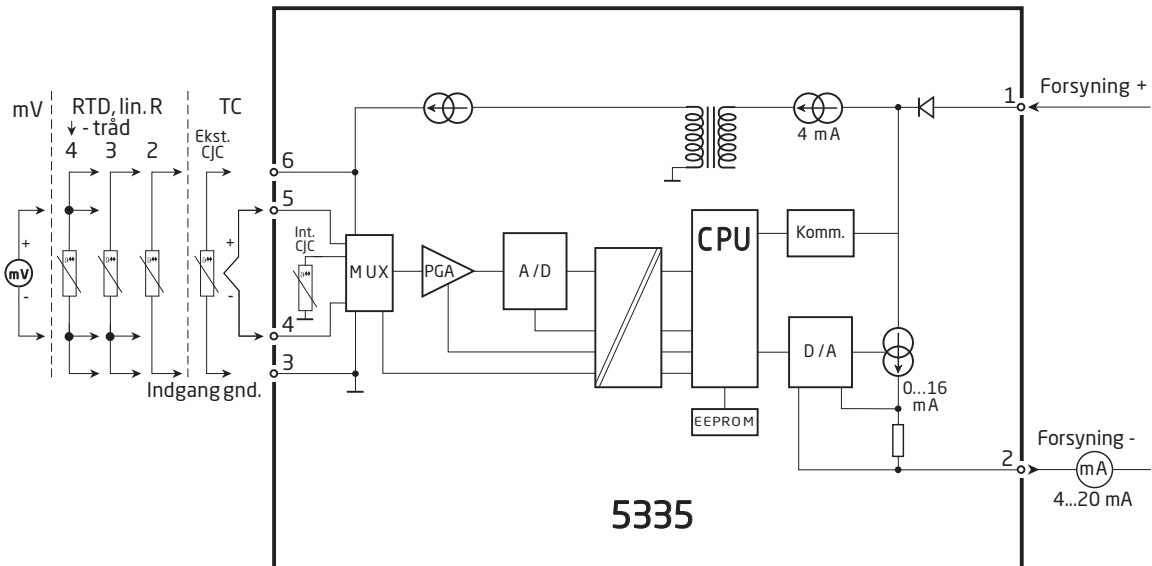 mV
RTD, lin. R
- tråd
4 3 2
TC
Ekst.
CJC
+
-
mV
+
-
Indgang gnd.
6
5
4
3
Int.
CJC
MUX
PGA
A/D
CPU
EEPROM
Komm.
D/A
4 mA
0...16
mA
1
Forsyning +
2
Forsyning -
mA
4...20 mA
5335